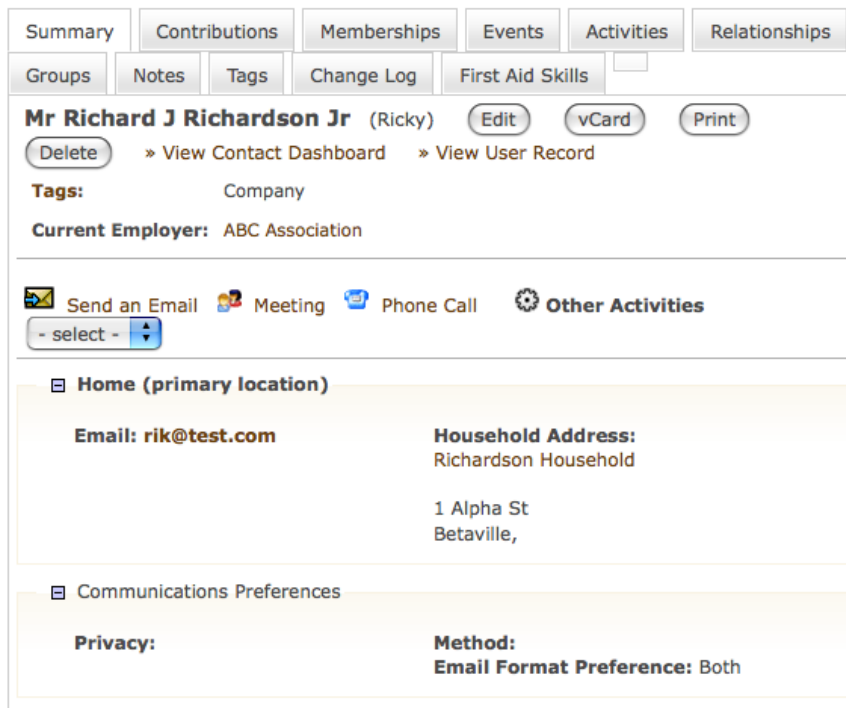 Summary Contributions Memberships Events Activities Relationships
Groups Notes Tags Change Log First Aid Skills
Mr Richard J Richardson Jr (Ricky) Edit vCard Print
Delete » View Contact Dashboard » View User Record
Tags: Company
Current Employer: ABC Association
Send an Email Meeting Phone Call Other Activities
- select -
Home (primary location)
Email: rik@test.com Household Address:
Richardson Household
1 Alpha St
Betaville,
Communications Preferences
Privacy: Method:
Email Format Preference: Both